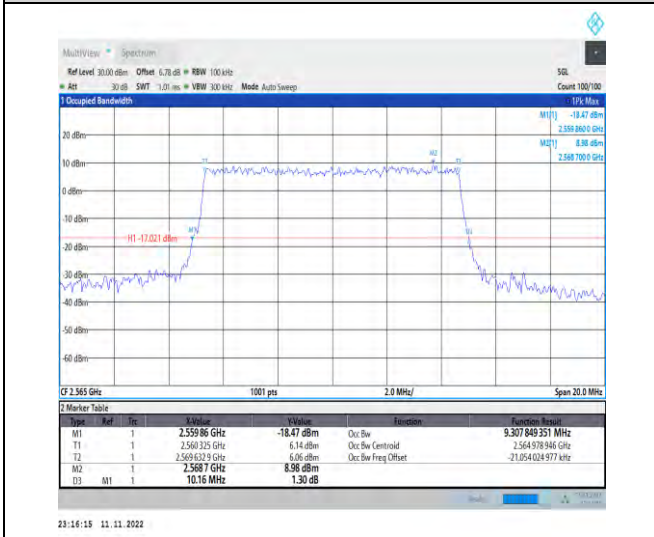 MultiView Spectrum
Ref Level 30.00 dBm Offset 6.78 dB RBW 100 kHz SGL
Att 30 dB SWT 1.01 ms VBW 300 kHz Mode Auto Sweep Count 100/100
1 Occupied Bandwidth 1Pk Max
M1[1] -18.47 dBm
2.559 860 0 GHz
20 dBm
M2[1] 8.98 dBm
2.568 700 0 GHz
M2
10 dBm
T1
0 dBm
-10 dBm
M1
H1 -17.021 dBm
-20 dBm
-30 dBm
-40 dBm
-50 dBm
-60 dBm
CF 2.565 GHz 1001 pts 2.0 MHz/ Span 20.0 MHz
2 Marker Table
Type Ref Trc X-Value Y-Value Function Function Result
M1 1 2.559 86 GHz -18.47 dBm Occ Bw 9.307 849 351 MHz
T1 1 2.560 325 GHz 6.14 dBm Occ Bw Centroid 2.564 978 946 GHz
T2 1 2.569 632 9 GHz 6.06 dBm Occ Bw Freq Offset -21.054 024 977 kHz
M2 1 2.568 7 GHz 8.98 dBm
D3 M1 1 10.16 MHz 1.30 dB
23:16:15 11.11.2022